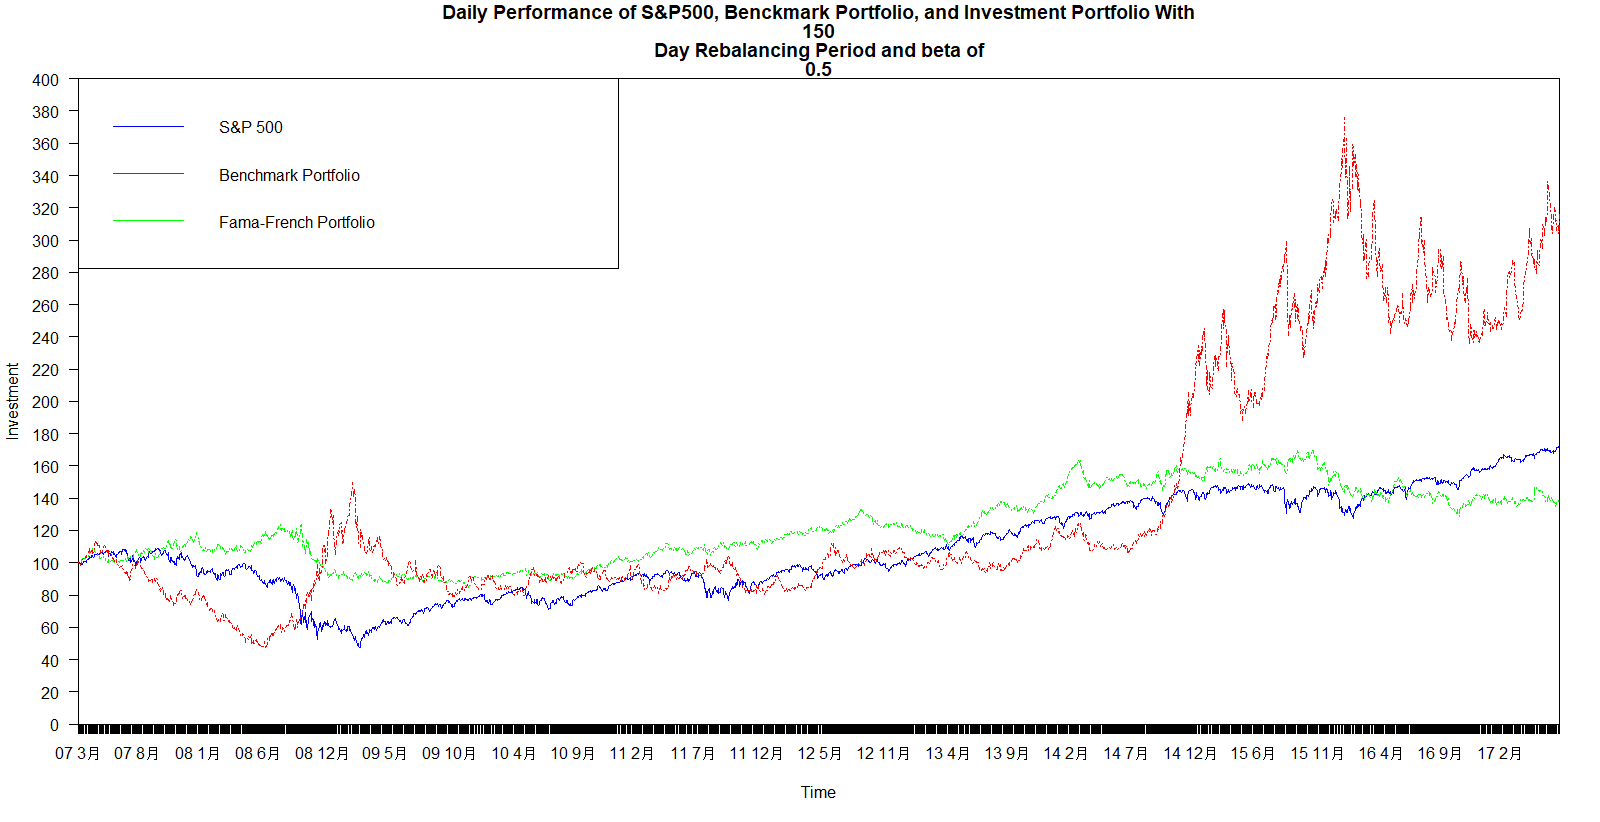 Daily Performance of S&P500, Benckmark Portfolio, and Investment Portfolio With
150
Day Rebalancing Period and beta of
0.5
400
380
360
340
320
300
280
260
240
220
200
180
160
140
120
100
80
60
40
20
0
Investment
S&P 500
Benchmark Portfolio
Fama-French Portfolio
07 3月 07 8月 08 1月 08 6月 08 12月 09 5月 09 10月 10 4月 10 9月 11 2月 11 7月 11 12月 12 5月 12 11月 13 4月 13 9月 14 2月 14 7月 14 12月 15 6月 15 11月 16 4月 16 9月 17 2月
Time